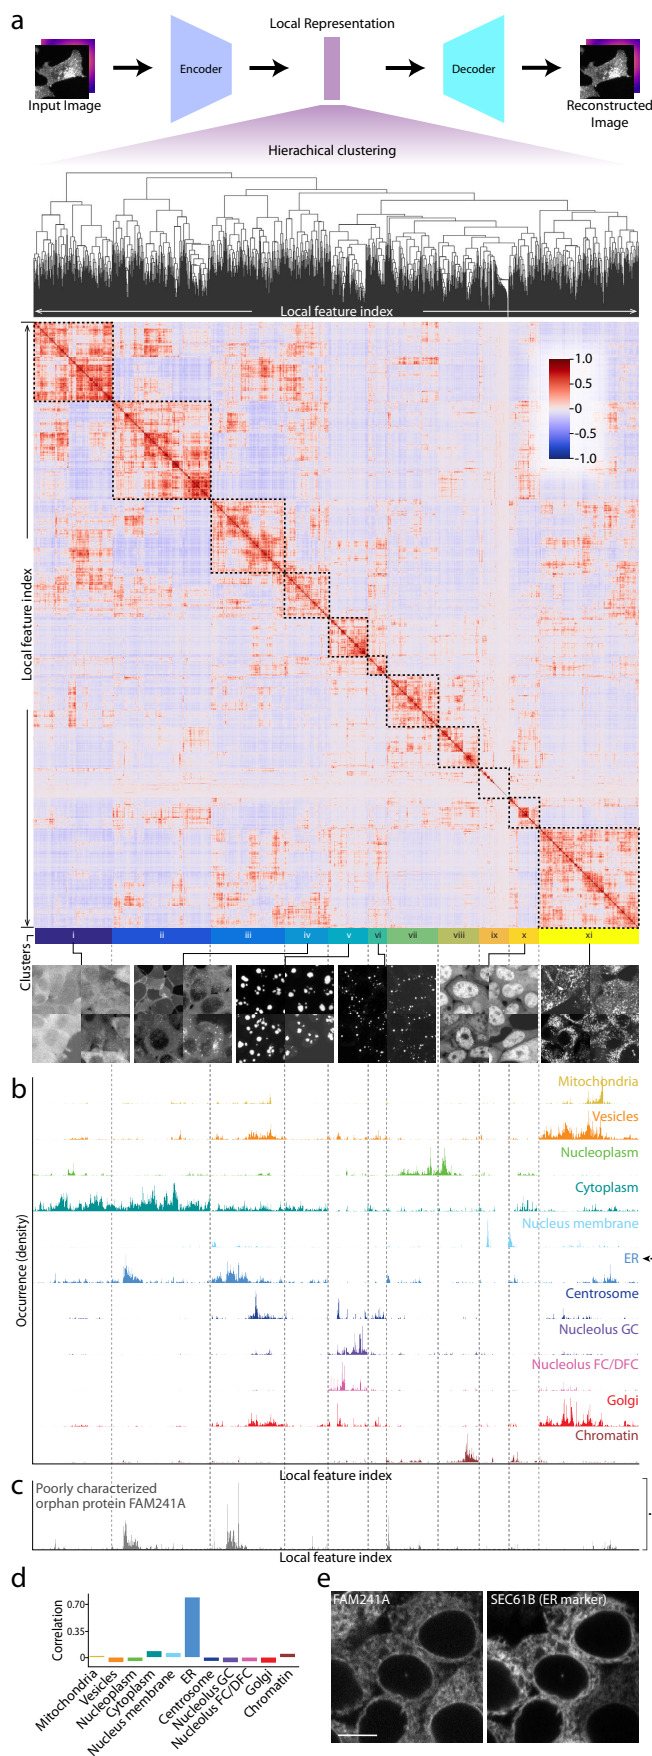 a
Local Representation
Encoder
Decoder
Input Image
Reconstructed
Image
Hierachical clustering
Local feature index
Local feature index
1.0
0.5
0
-0.5
-1.0
Clusters
i
ii
iii
iv
v
vi
vii
viii
ix
x
xi
b
Occurrence (density)
Mitochondria
Vesicles
Nucleoplasm
Cytoplasm
Nucleus membrane
ER
Centrosome
Nucleolus GC
Nucleolus FC/DFC
Golgi
Chromatin
Local feature index
c
Poorly characterized
orphan protein FAM241A
Local feature index
d
Correlation
0.70
0.35
0
Mitochondria
Vesicles
Nucleoplasm
Cytoplasm
Nucleus membrane
ER
Centrosome
Nucleolus GC
Nucleolus FC/DFC
Golgi
Chromatin
e
FAM241A
SEC61B (ER marker)